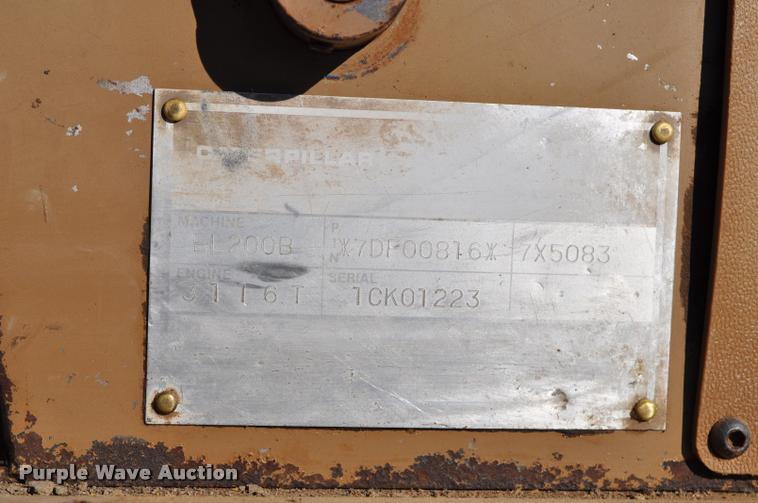 CATERPILLAR
MACHINE
EL200B
P
I
N
*7DF00816*
7X5083
ENGINE
3116T
SERIAL
1CK01223
Purple Wave Auction